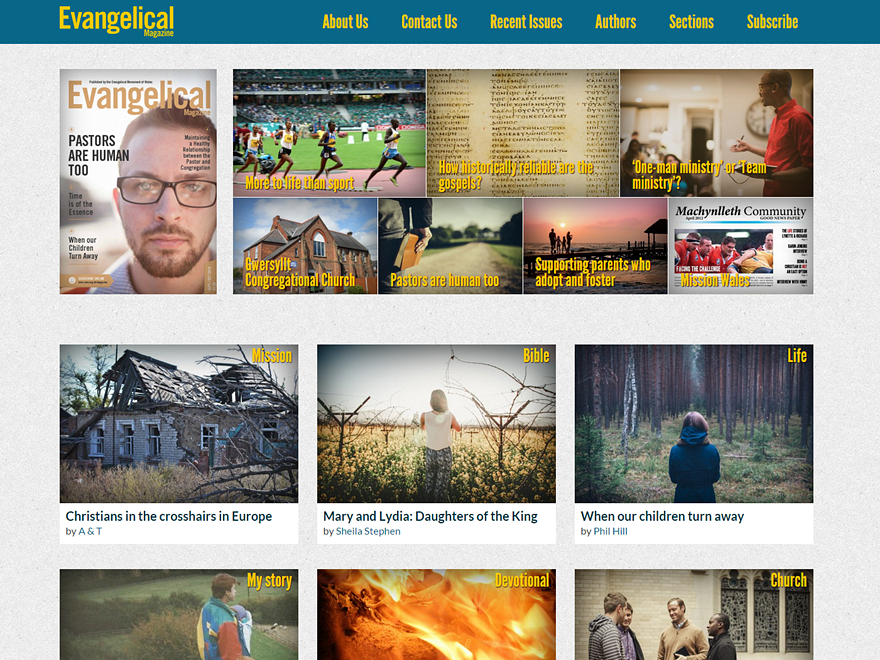 Evangelical
Magazine
About Us
Contact Us
Recent Issues
Authors
Sections
Subscribe
Published by the Evangelical Movement of Wales
Evangelical
Magazine
PASTORS
ARE HUMAN
TOO
Maintaining
a Healthy
Relationship
between the
Pastor and
Congregation
Time
is of the
Essence
When our
Children
Turn Away
More to life than sport
How historically reliable are the
gospels?
'One-man ministry' or 'Team
ministry'?
Gwersyllt
Congregational Church
Pastors are human too
Supporting parents who
adopt and foster
Machynlleth Community
April 2012
GOOD NEWS PAPER
FACING THE CHALLENGE
Mission Wales
Mission
Christians in the crosshairs in Europe
by A & T
Bible
Mary and Lydia: Daughters of the King
by Sheila Stephen
Life
When our children turn away
by Phil Hill
My story
Devotional
Church